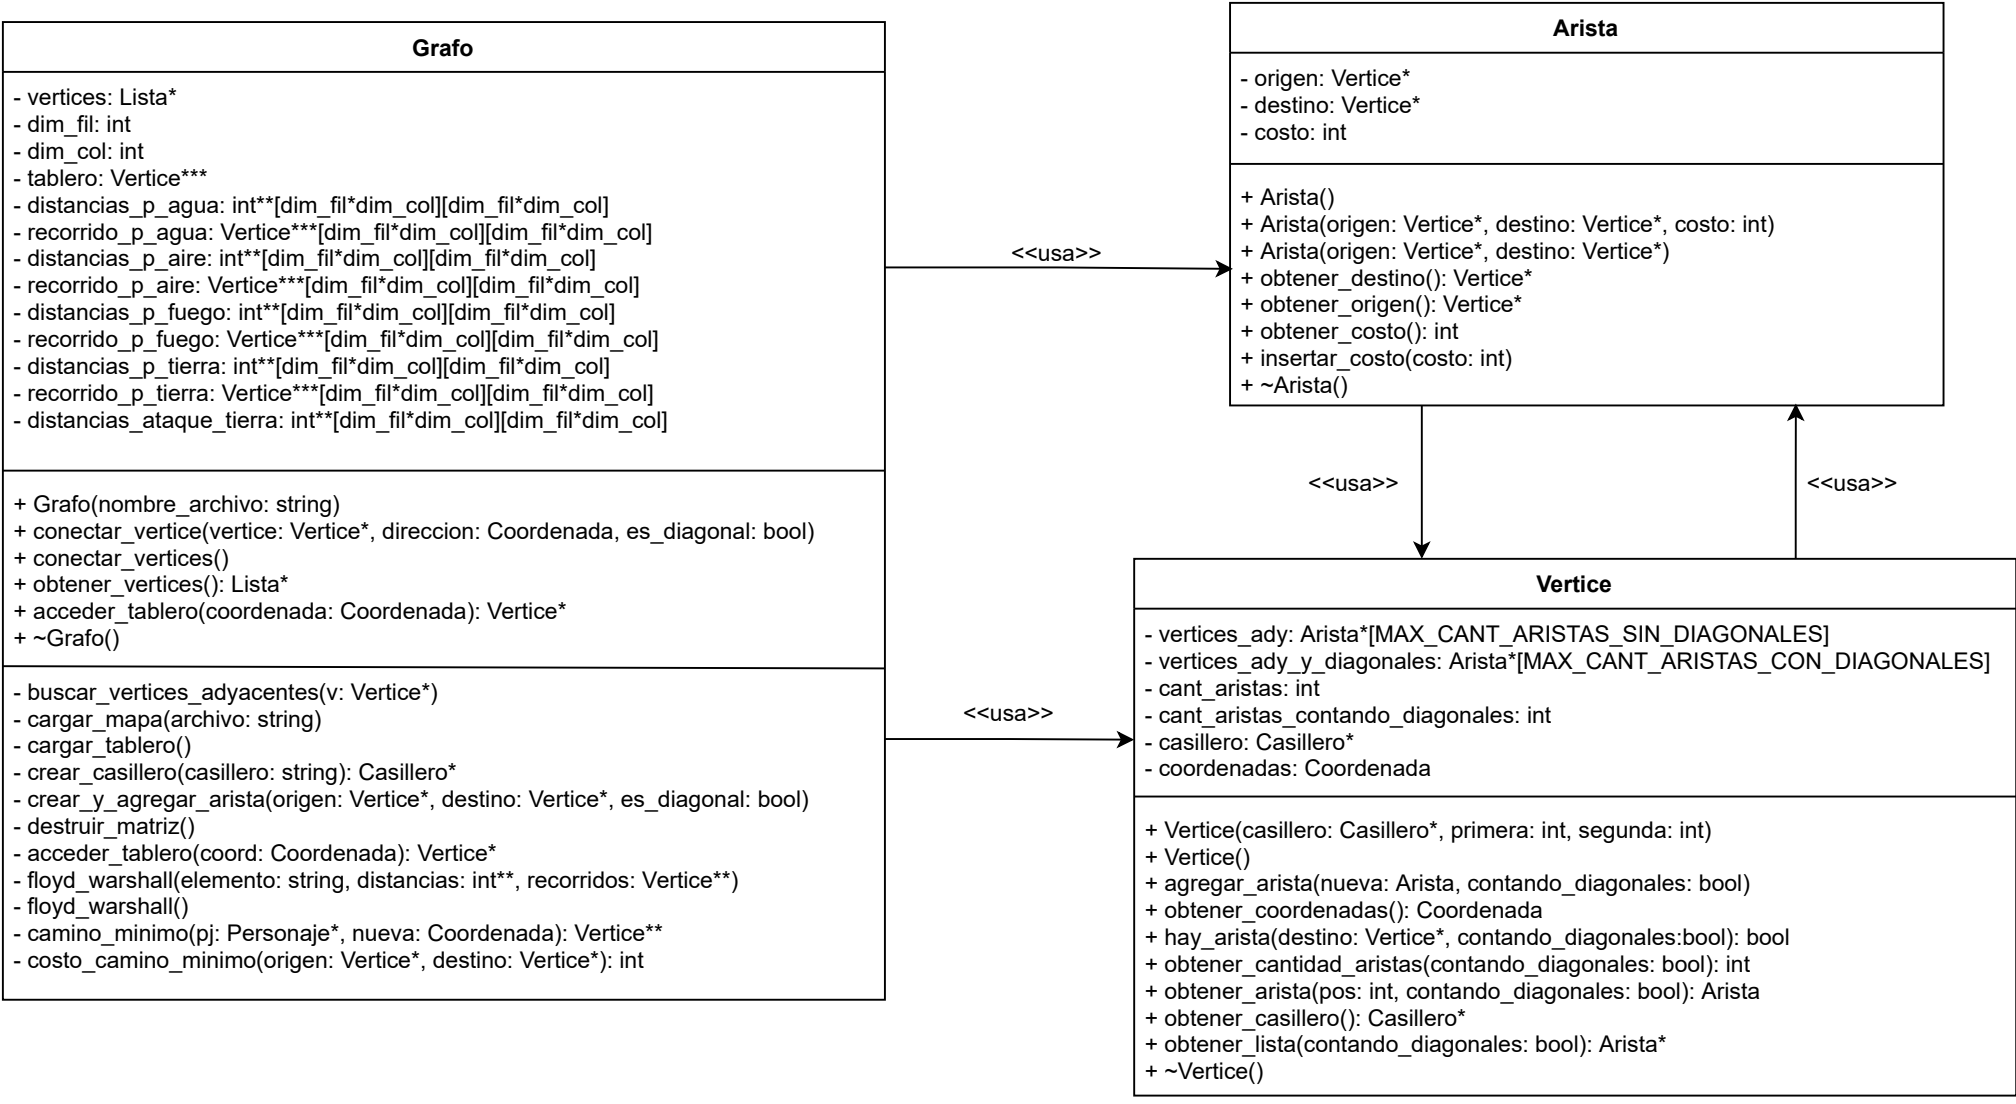 Grafo
- vertices: Lista*
- dim_fil: int
- dim_col: int
- tablero: Vertice***
- distancias_p_agua: int**[dim_fil*dim_col][dim_fil*dim_col]
- recorrido_p_agua: Vertice***[dim_fil*dim_col][dim_fil*dim_col]
- distancias_p_aire: int**[dim_fil*dim_col][dim_fil*dim_col]
- recorrido_p_aire: Vertice***[dim_fil*dim_col][dim_fil*dim_col]
- distancias_p_fuego: int**[dim_fil*dim_col][dim_fil*dim_col]
- recorrido_p_fuego: Vertice***[dim_fil*dim_col][dim_fil*dim_col]
- distancias_p_tierra: int**[dim_fil*dim_col][dim_fil*dim_col]
- recorrido_p_tierra: Vertice***[dim_fil*dim_col][dim_fil*dim_col]
- distancias_ataque_tierra: int**[dim_fil*dim_col][dim_fil*dim_col]
+ Grafo(nombre_archivo: string)
+ conectar_vertice(vertice: Vertice*, direccion: Coordenada, es_diagonal: bool)
+ conectar_vertices()
+ obtener_vertices(): Lista*
+ acceder_tablero(coordenada: Coordenada): Vertice*
+ ~Grafo()
- buscar_vertices_adyacentes(v: Vertice*)
- cargar_mapa(archivo: string)
- cargar_tablero()
- crear_casillero(casillero: string): Casillero*
- crear_y_agregar_arista(origen: Vertice*, destino: Vertice*, es_diagonal: bool)
- destruir_matriz()
- acceder_tablero(coord: Coordenada): Vertice*
- floyd_warshall(elemento: string, distancias: int**, recorridos: Vertice**)
- floyd_warshall()
- camino_minimo(pj: Personaje*, nueva: Coordenada): Vertice**
- costo_camino_minimo(origen: Vertice*, destino: Vertice*): int
<<usa>>
<<usa>>
Arista
- origen: Vertice*
- destino: Vertice*
- costo: int
+ Arista()
+ Arista(origen: Vertice*, destino: Vertice*, costo: int)
+ Arista(origen: Vertice*, destino: Vertice*)
+ obtener_destino(): Vertice*
+ obtener_origen(): Vertice*
+ obtener_costo(): int
+ insertar_costo(costo: int)
+ ~Arista()
<<usa>>
<<usa>>
Vertice
- vertices_ady: Arista*[MAX_CANT_ARISTAS_SIN_DIAGONALES]
- vertices_ady_y_diagonales: Arista*[MAX_CANT_ARISTAS_CON_DIAGONALES]
- cant_aristas: int
- cant_aristas_contando_diagonales: int
- casillero: Casillero*
- coordenadas: Coordenada
+ Vertice(casillero: Casillero*, primera: int, segunda: int)
+ Vertice()
+ agregar_arista(nueva: Arista, contando_diagonales: bool)
+ obtener_coordenadas(): Coordenada
+ hay_arista(destino: Vertice*, contando_diagonales:bool): bool
+ obtener_cantidad_aristas(contando_diagonales: bool): int
+ obtener_arista(pos: int, contando_diagonales: bool): Arista
+ obtener_casillero(): Casillero*
+ obtener_lista(contando_diagonales: bool): Arista*
+ ~Vertice()